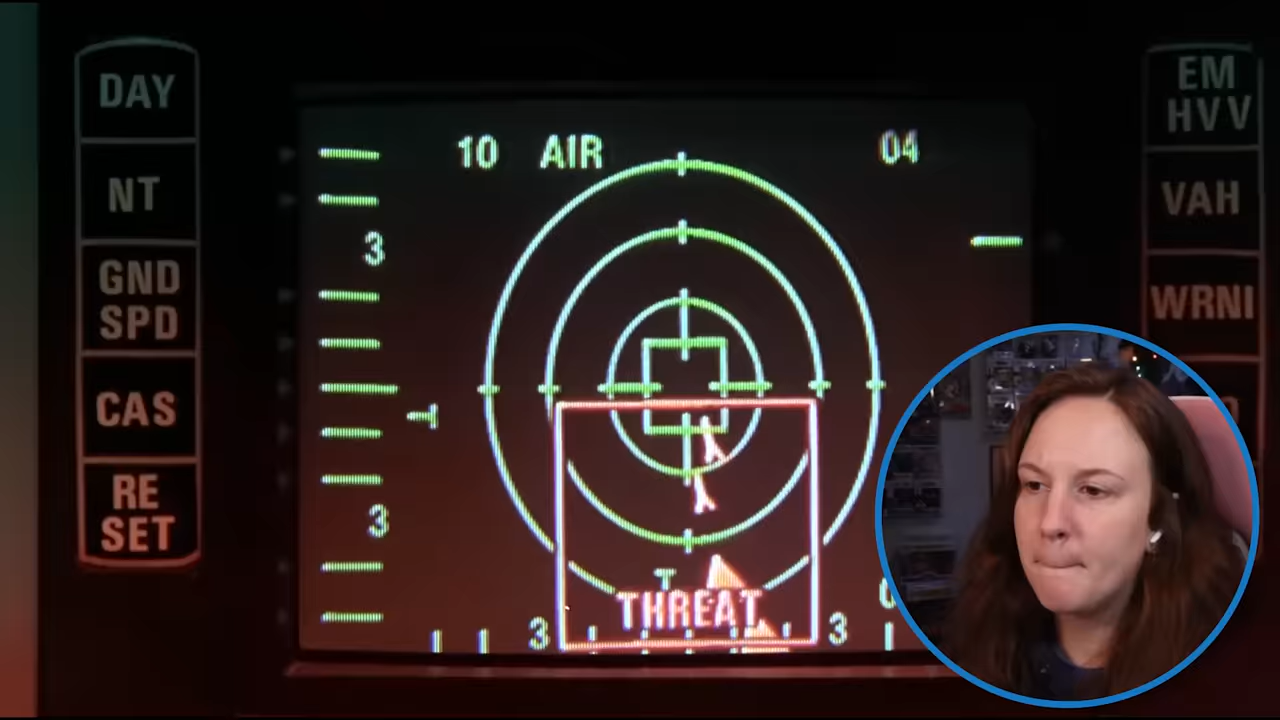 DAY
NT
GND
SPD
CAS
RE
SET
10 AIR 04
3
3
THREAT
3
3
EM
HVV
VAH
WRNI